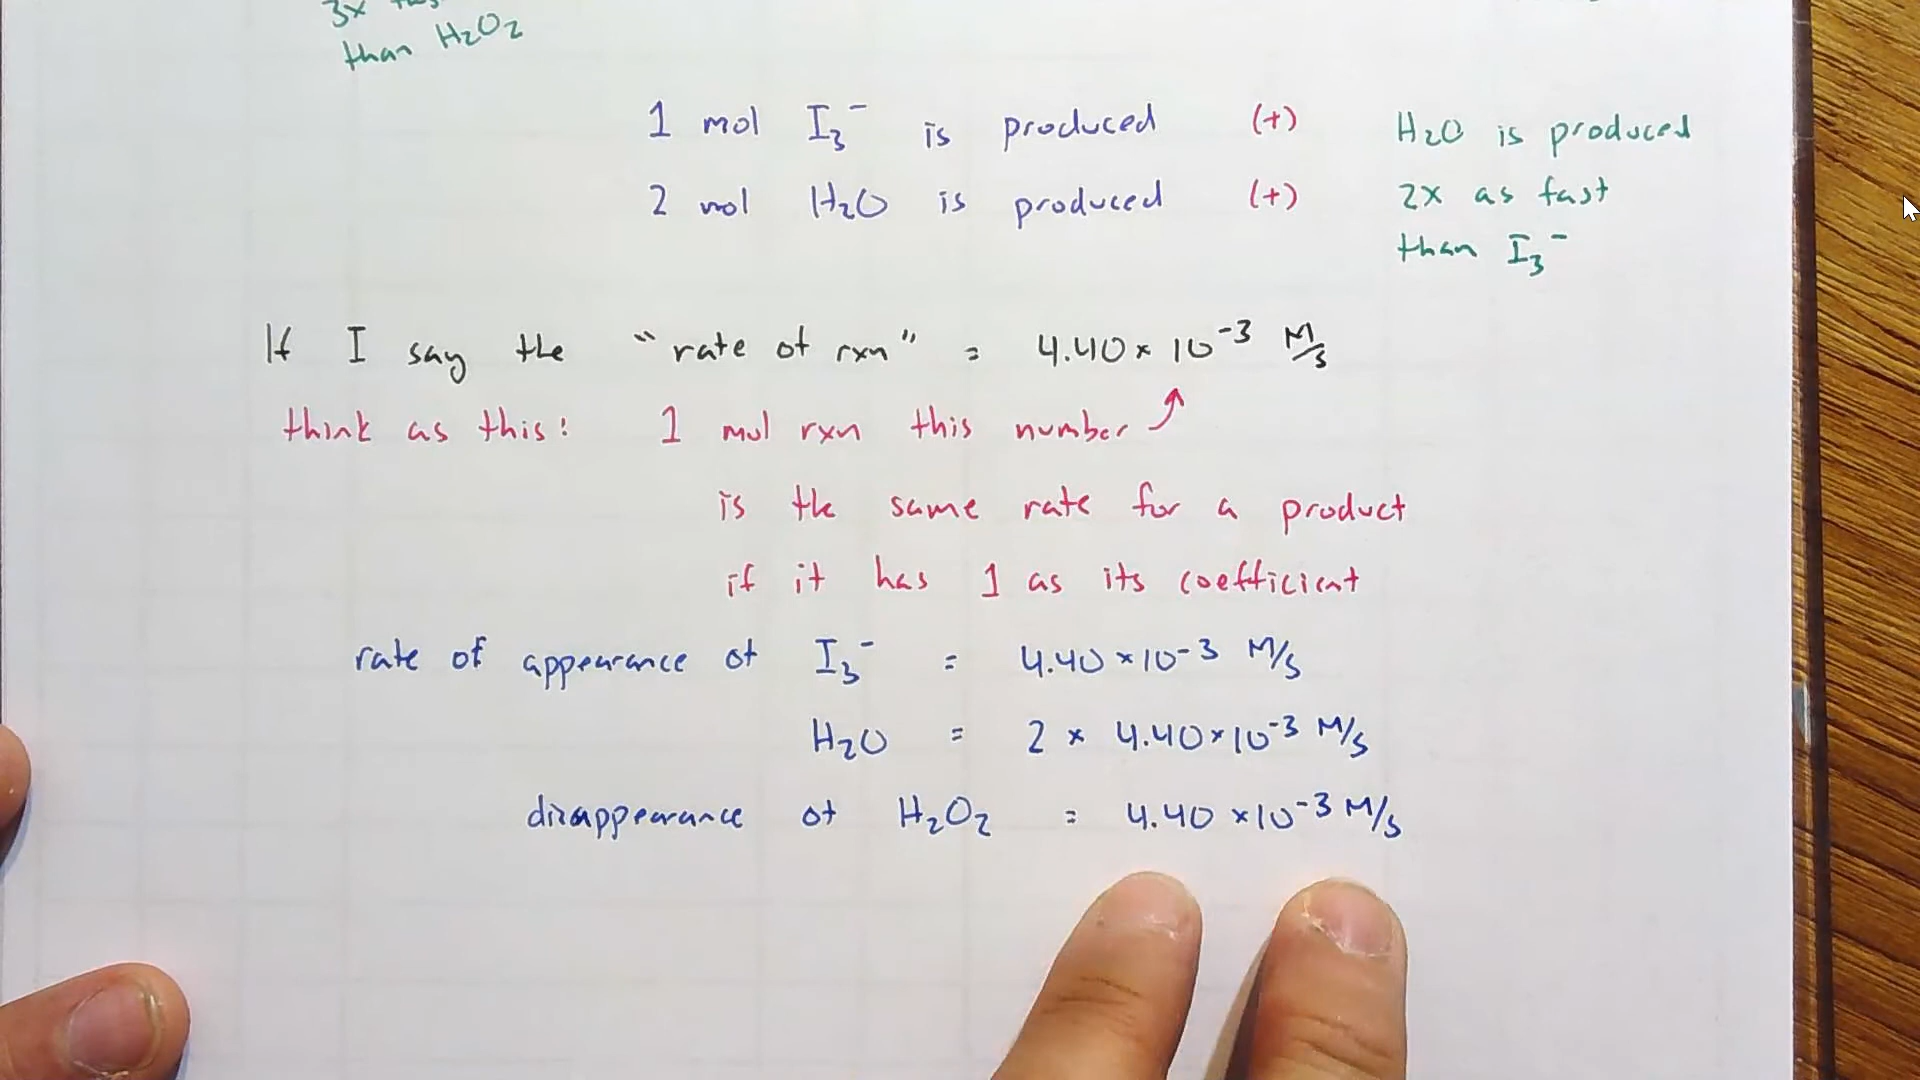 3x
than H₂O₂
1 mol I₃⁻ is produced (+)
2 mol H₂O is produced (+)
H₂O is produced
2x as fast
than I₃⁻
If I say the "rate of rxn" = 4.40 × 10⁻³ M/s
think as this: 1 mol rxn this number
is the same rate for a product
if it has 1 as its coefficient
rate of appearance of I₃⁻ = 4.40 × 10⁻³ M/s
H₂O = 2 × 4.40 × 10⁻³ M/s
disappearance of H₂O₂ = 4.40 × 10⁻³ M/s